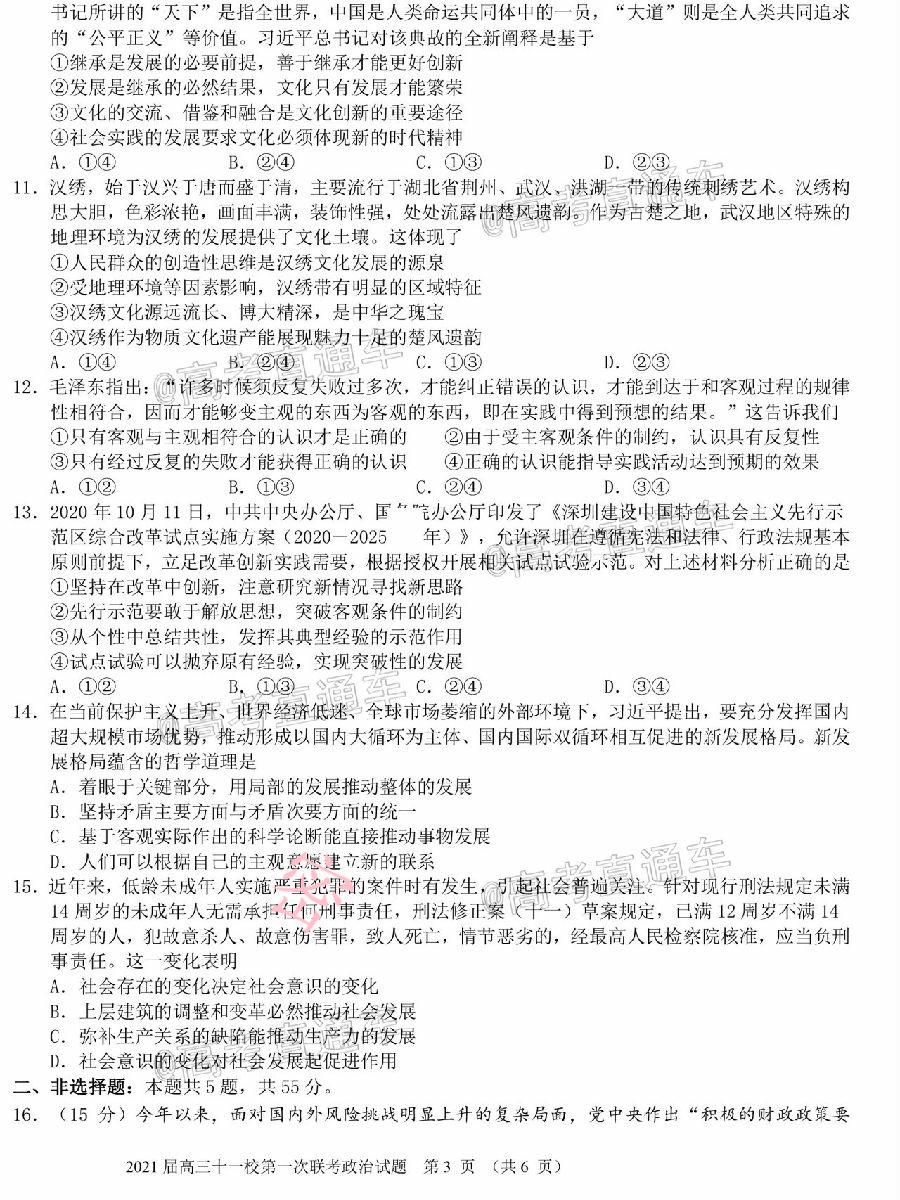 书记所讲的“天下”是指全世界，中国是人类命运共同体中的一员，“大道”则是全人类共同追求
的“公平正义”等价值。习近平总书记对该典故的全新阐释是基于
①继承是发展的必要前提，善于继承才能更好创新
②发展是继承的必然结果，文化只有发展才能繁荣
③文化的交流、借鉴和融合是文化创新的重要途径
④社会实践的发展要求文化必须体现新的时代精神
A．①④ B．②④ C．①③ D．②③
11．汉绣，始于汉兴于唐而盛于清，主要流行于湖北省荆州、武汉、洪湖一带的传统刺绣艺术。汉绣构
思大胆，色彩浓艳，画面丰满，装饰性强，处处流露出楚风遗韵。作为古楚之地，武汉地区特殊的
地理环境为汉绣的发展提供了文化土壤。这体现了
①人民群众的创造性思维是汉绣文化发展的源泉
②受地理环境等因素影响，汉绣带有明显的区域特征
③汉绣文化源远流长、博大精深，是中华之瑰宝
④汉绣作为物质文化遗产能展现魅力十足的楚风遗韵
A．①④ B．②④ C．①③ D．②③
12．毛泽东指出：“许多时候须反复失败过多次，才能纠正错误的认识，才能到达于和客观过程的规律
性相符合，因而才能够变主观的东西为客观的东西，即在实践中得到预想的结果。”这告诉我们
①只有客观与主观相符合的认识才是正确的 ②由于受主客观条件的制约，认识具有反复性
③只有经过反复的失败才能获得正确的认识 ④正确的认识能指导实践活动达到预期的效果
A．①② B．①③ C．②④ D．③④
13．2020 年 10 月 11 日，中共中央办公厅、国务院办公厅印发了《深圳建设中国特色社会主义先行示
范区综合改革试点实施方案（2020－2025 年）》，允许深圳在遵循宪法和法律、行政法规基本
原则前提下，立足改革创新实践需要，根据授权开展相关试点试验示范。对上述材料分析正确的是
①坚持在改革中创新，注意研究新情况寻找新思路
②先行示范要敢于解放思想，突破客观条件的制约
③从个性中总结共性，发挥其典型经验的示范作用
④试点试验可以抛弃原有经验，实现突破性的发展
A．①② B．①③ C．②④ D．③④
14．在当前保护主义上升、世界经济低迷、全球市场萎缩的外部环境下，习近平提出，要充分发挥国内
超大规模市场优势，推动形成以国内大循环为主体、国内国际双循环相互促进的新发展格局。新发
展格局蕴含的哲学道理是
A．着眼于关键部分，用局部的发展推动整体的发展
B．坚持矛盾主要方面与矛盾次要方面的统一
C．基于客观实际作出的科学论断能直接推动事物发展
D．人们可以根据自己的主观意愿建立新的联系
15．近年来，低龄未成年人实施严重犯罪的案件时有发生，引起社会普遍关注。针对现行刑法规定未满
14 周岁的未成年人无需承担任何刑事责任，刑法修正案（十一）草案规定，已满 12 周岁不满 14
周岁的人，犯故意杀人、故意伤害罪，致人死亡，情节恶劣的，经最高人民检察院核准，应当负刑
事责任。这一变化表明
A．社会存在的变化决定社会意识的变化
B．上层建筑的调整和变革必然推动社会发展
C．弥补生产关系的缺陷能推动生产力的发展
D．社会意识的变化对社会发展起促进作用
二、非选择题：本题共 5 题，共 55 分。
16．（15 分）今年以来，面对国内外风险挑战明显上升的复杂局面，党中央作出“积极的财政政策要
2021 届高三十一校第一次联考政治试题 第 3 页 （共 6 页）
@高考直通车
@高考直通车
@高考直通车
@高考直通车
@高考直通车
@高考直通车
密